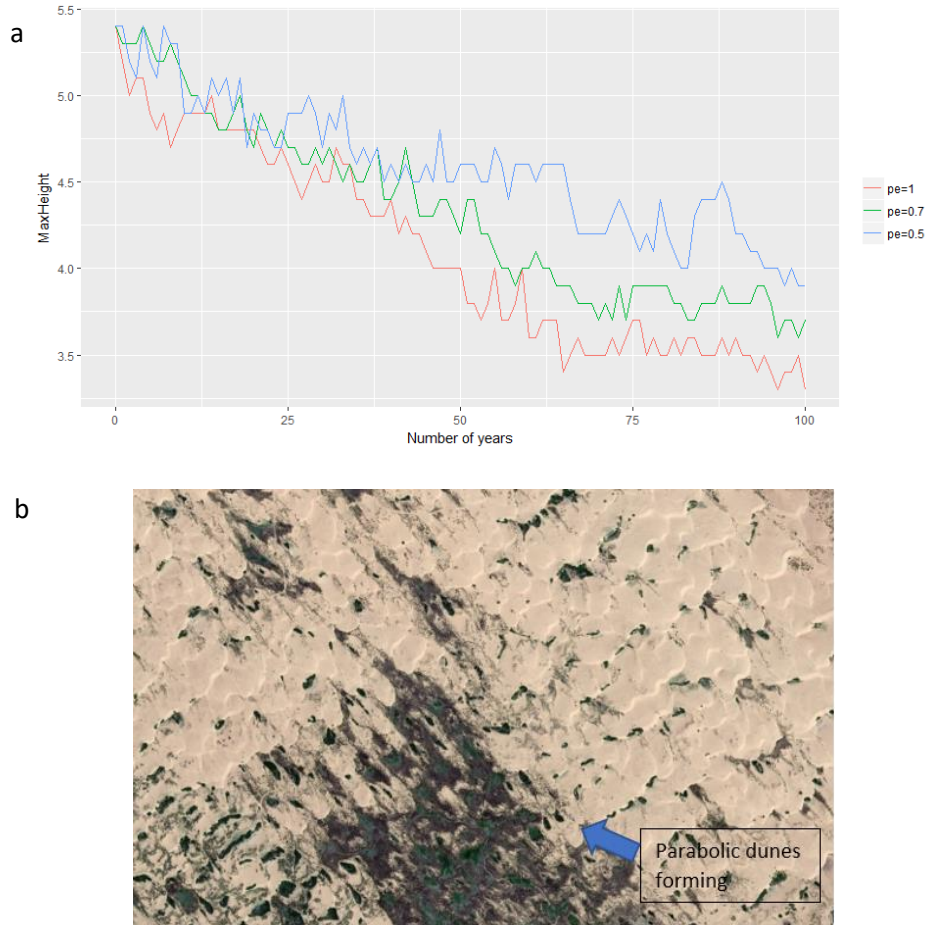 a
5.5
5.0
4.5
4.0
3.5
MaxHeight
0 25 50 75 100
Number of years
pe=1
pe=0.7
pe=0.5
b
Parabolic dunes
forming